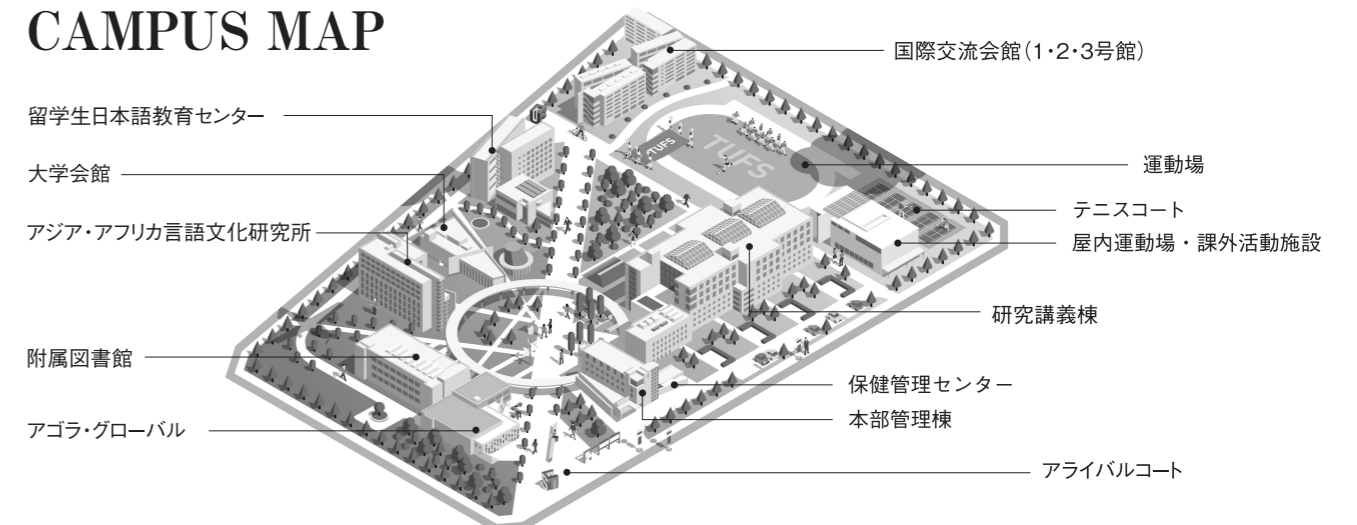 CAMPUS MAP
国際交流会館（1・2・3号館）
留学生日本語教育センター
大学会館
アジア・アフリカ言語文化研究所
附属図書館
アゴラ・グローバル
TUFS
TUFS
運動場
テニスコート
屋内運動場・課外活動施設
研究講義棟
保健管理センター
本部管理棟
アライバルコート